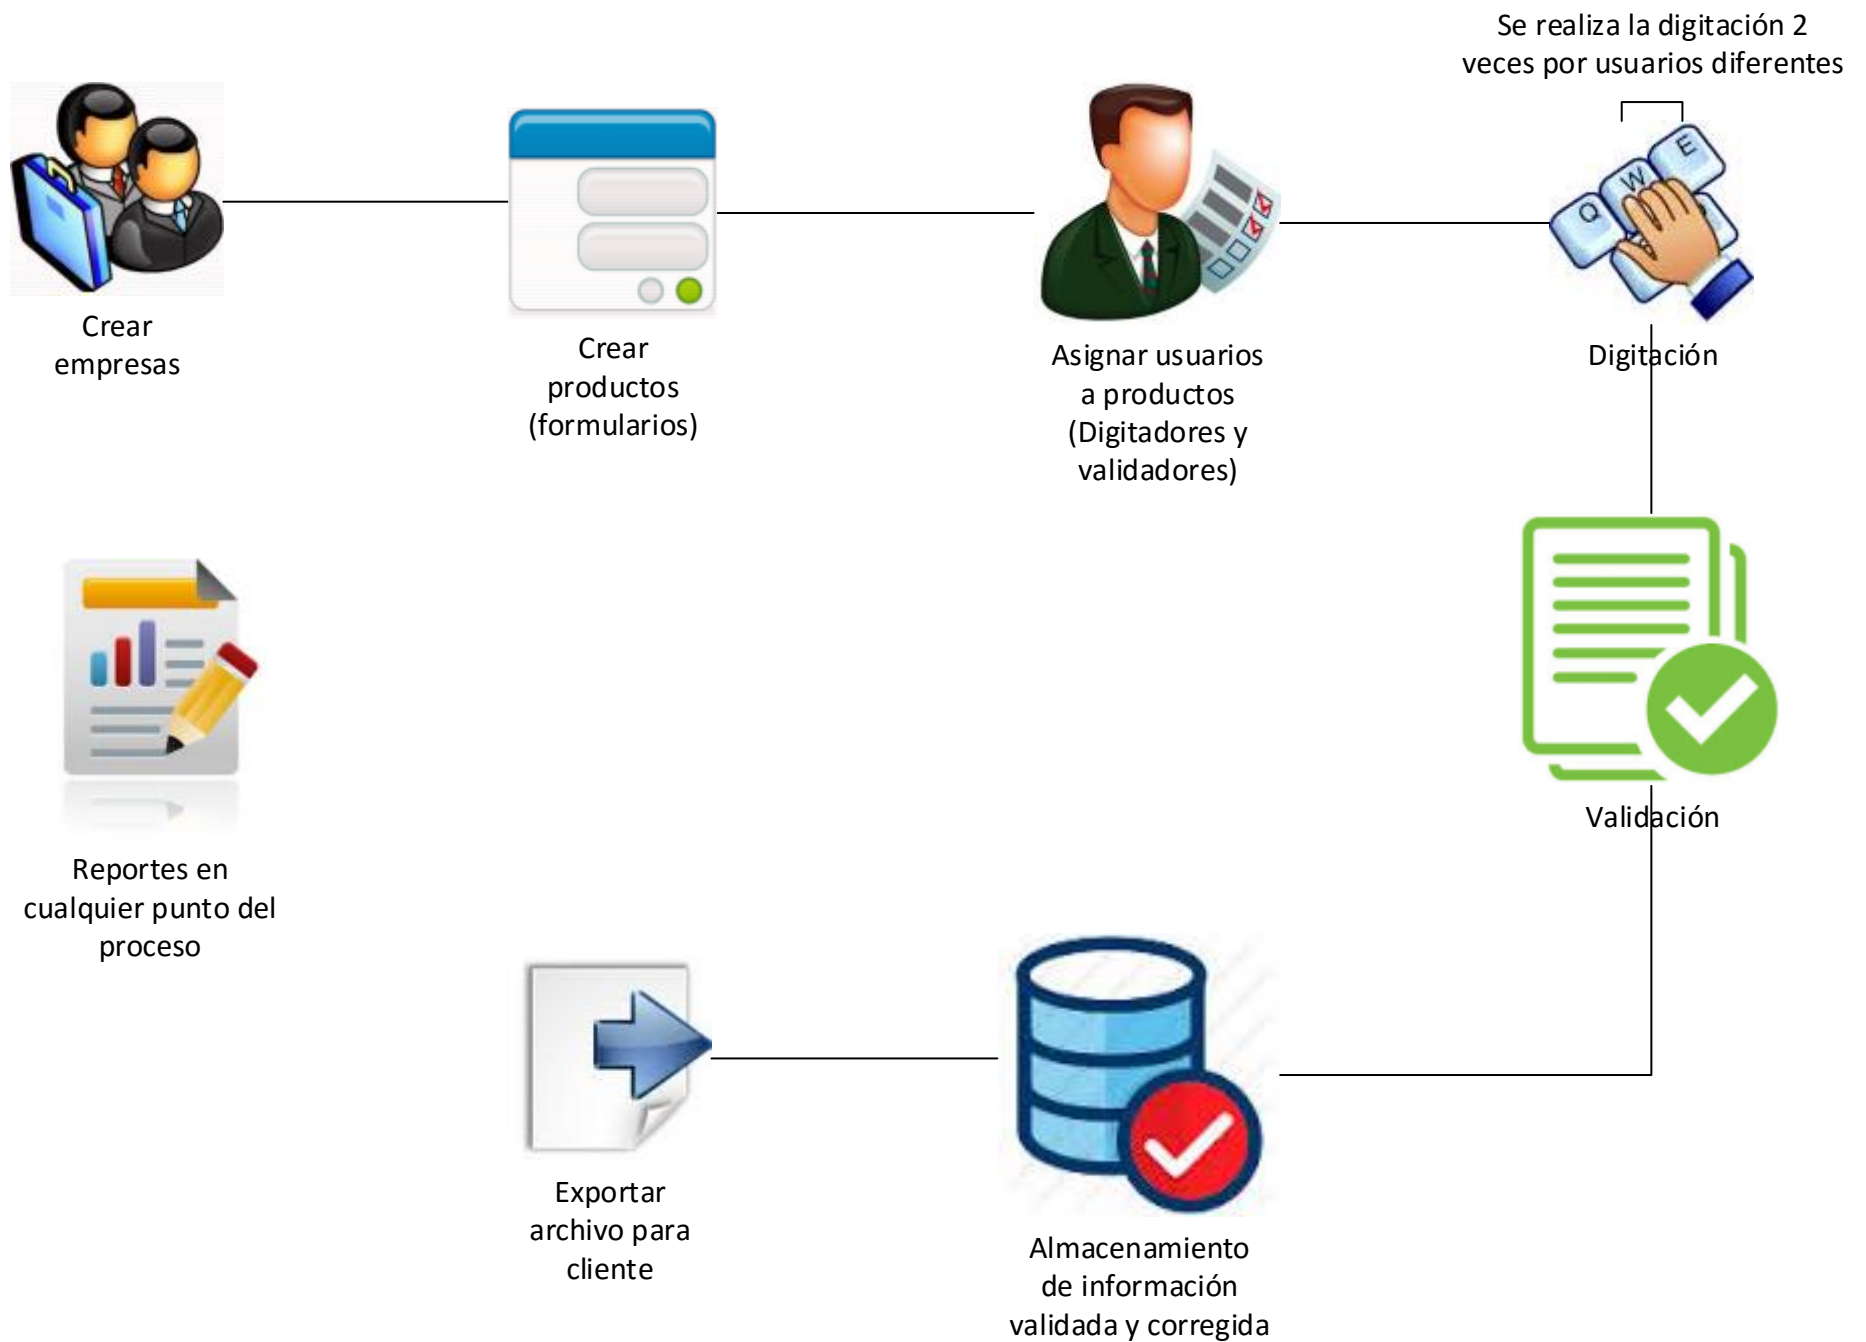 Se realiza la digitación 2
veces por usuarios diferentes
Q
W
E
Crear
empresas
Crear
productos
(formularios)
Asignar usuarios
a productos
(Digitadores y
validadores)
Digitación
Validación
Reportes en
cualquier punto del
proceso
Exportar
archivo para
cliente
Almacenamiento
de información
validada y corregida